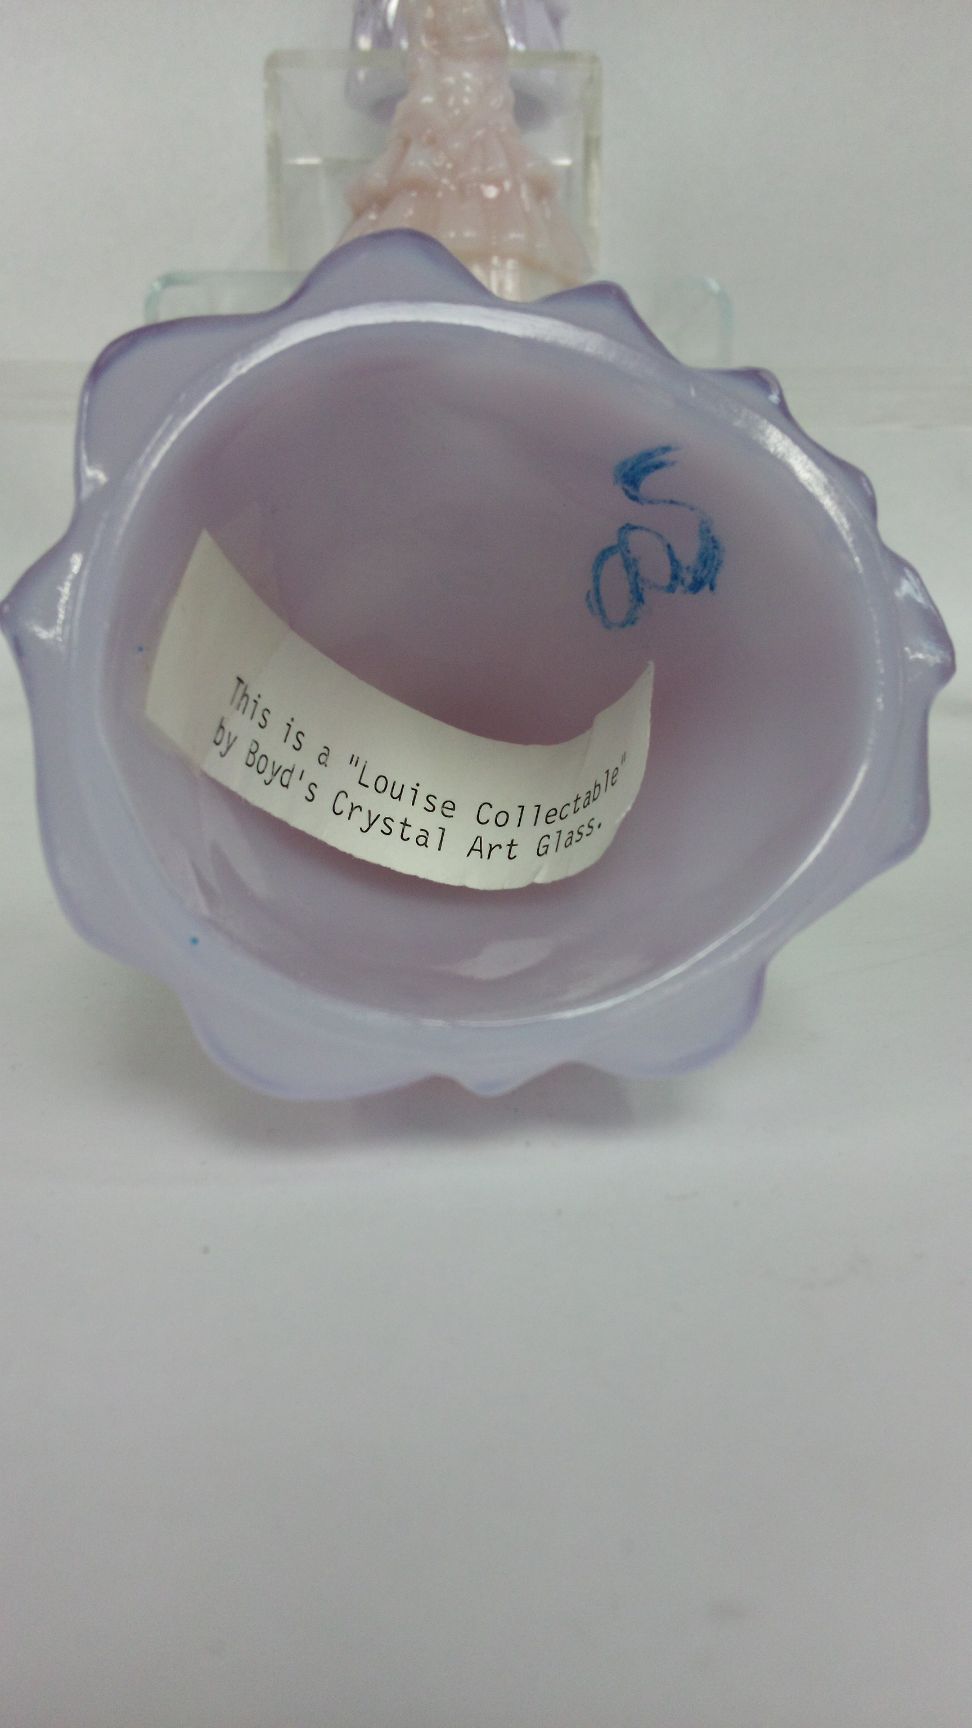 This is a "Louise Collectable"
by Boyd's Crystal Art Glass.